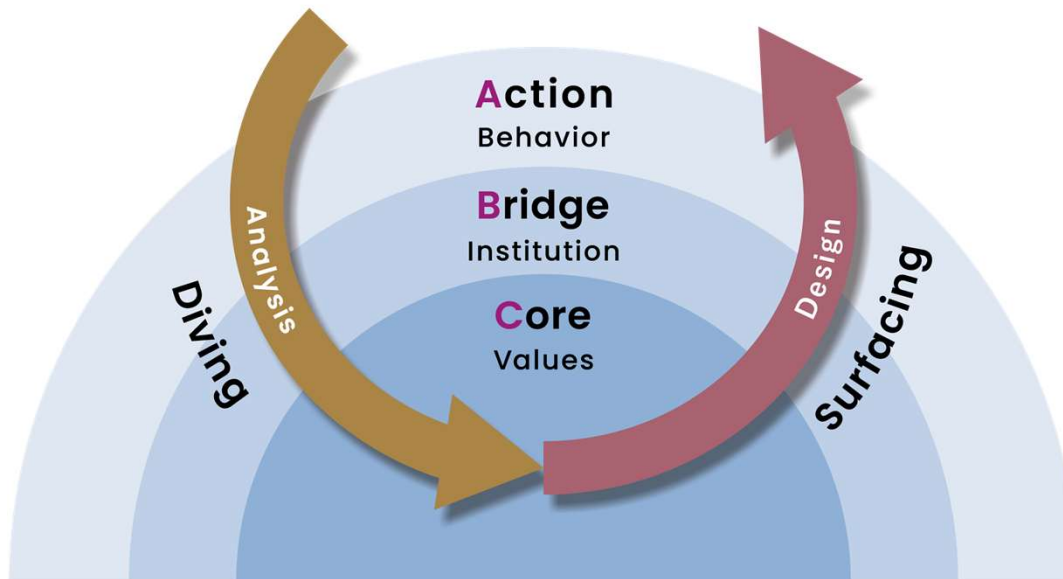 Action
Behavior
Bridge
Institution
Core
Values
Analysis
Diving
Design
Surfacing